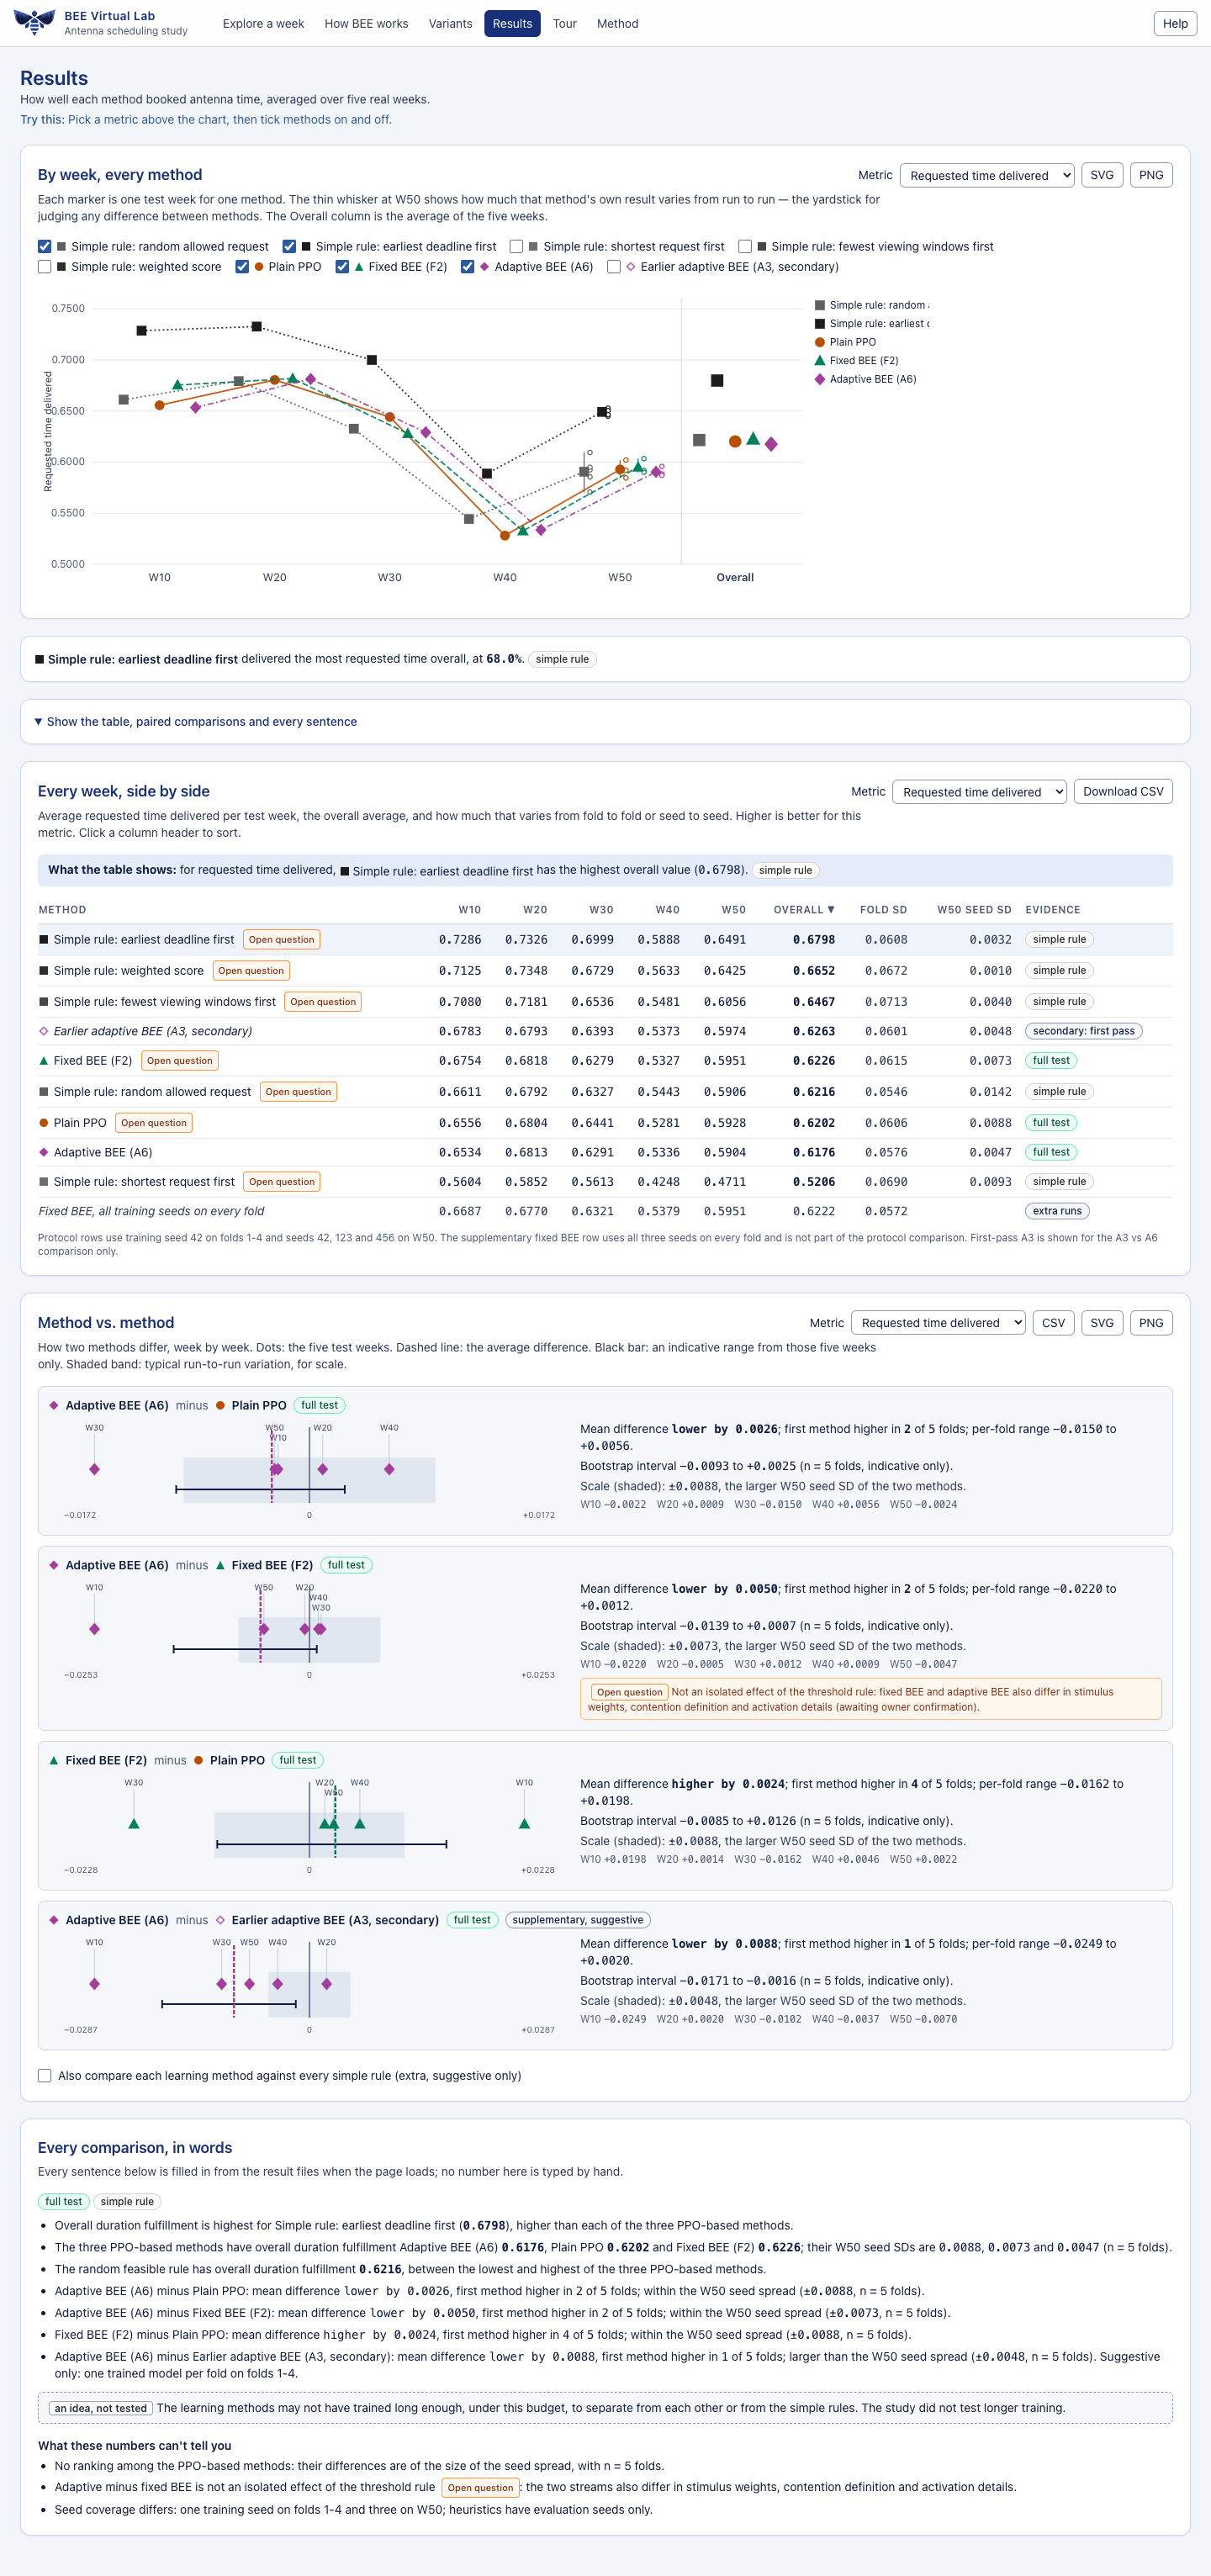 BEE Virtual Lab
Antenna scheduling study
Explore a week How BEE works Variants Results Tour Method Help
Results
How well each method booked antenna time, averaged over five real weeks.
Try this: Pick a metric above the chart, then tick methods on and off.
By week, every method Metric Requested time delivered SVG PNG
Each marker is one test week for one method. The thin whisker at W50 shows how much that method's own result varies from run to run — the yardstick for
judging any difference between methods. The Overall column is the average of the five weeks.
Simple rule: random allowed request Simple rule: earliest deadline first Simple rule: shortest request first Simple rule: fewest viewing windows first
Simple rule: weighted score Plain PPO Fixed BEE (F2) Adaptive BEE (A6) Earlier adaptive BEE (A3, secondary)
Requested time delivered
0.7500
0.7000
0.6500
0.6000
0.5500
0.5000
W10 W20 W30 W40 W50 Overall
Simple rule: random
Simple rule: earliest
Plain PPO
Fixed BEE (F2)
Adaptive BEE (A6)
Simple rule: earliest deadline first delivered the most requested time overall, at 68.0%. simple rule
▼ Show the table, paired comparisons and every sentence
Every week, side by side Metric Requested time delivered Download CSV
Average requested time delivered per test week, the overall average, and how much that varies from fold to fold or seed to seed. Higher is better for this
metric. Click a column header to sort.
What the table shows: for requested time delivered, Simple rule: earliest deadline first has the highest overall value (0.6798). simple rule
METHOD W10 W20 W30 W40 W50 OVERALL ▼ FOLD SD W50 SEED SD EVIDENCE
Simple rule: earliest deadline first Open question 0.7286 0.7326 0.6999 0.5888 0.6491 0.6798 0.0608 0.0032 simple rule
Simple rule: weighted score Open question 0.7125 0.7348 0.6729 0.5633 0.6425 0.6652 0.0672 0.0010 simple rule
Simple rule: fewest viewing windows first Open question 0.7080 0.7181 0.6536 0.5481 0.6056 0.6467 0.0713 0.0040 simple rule
Earlier adaptive BEE (A3, secondary) 0.6783 0.6793 0.6393 0.5373 0.5974 0.6263 0.0601 0.0048 secondary: first pass
Fixed BEE (F2) Open question 0.6754 0.6818 0.6279 0.5327 0.5951 0.6226 0.0615 0.0073 full test
Simple rule: random allowed request Open question 0.6611 0.6792 0.6327 0.5443 0.5906 0.6216 0.0546 0.0142 simple rule
Plain PPO Open question 0.6556 0.6804 0.6441 0.5281 0.5928 0.6202 0.0606 0.0088 full test
Adaptive BEE (A6) 0.6534 0.6813 0.6291 0.5336 0.5904 0.6176 0.0576 0.0047 full test
Simple rule: shortest request first Open question 0.5604 0.5852 0.5613 0.4248 0.4711 0.5206 0.0690 0.0093 simple rule
Fixed BEE, all training seeds on every fold 0.6687 0.6770 0.6321 0.5379 0.5951 0.6222 0.0572 extra runs
Protocol rows use training seed 42 on folds 1-4 and seeds 42, 123 and 456 on W50. The supplementary fixed BEE row uses all three seeds on every fold and is not part of the protocol comparison. First-pass A3 is shown for the A3 vs A6
comparison only.
Method vs. method Metric Requested time delivered CSV SVG PNG
How two methods differ, week by week. Dots: the five test weeks. Dashed line: the average difference. Black bar: an indicative range from those five weeks
only. Shaded band: typical run-to-run variation, for scale.
Adaptive BEE (A6) minus Plain PPO full test
W30 W50 W20 W40
W10
−0.0172 0 +0.0172
Mean difference lower by 0.0026; first method higher in 2 of 5 folds; per-fold range −0.0150 to
+0.0056.
Bootstrap interval −0.0093 to +0.0025 (n = 5 folds, indicative only).
Scale (shaded): ±0.0088, the larger W50 seed SD of the two methods.
W10 −0.0022 W20 +0.0009 W30 −0.0150 W40 +0.0056 W50 −0.0024
Adaptive BEE (A6) minus Fixed BEE (F2) full test
W10 W50 W20
W40
W30
−0.0253 0 +0.0253
Mean difference lower by 0.0050; first method higher in 2 of 5 folds; per-fold range −0.0220 to
+0.0012.
Bootstrap interval −0.0139 to +0.0007 (n = 5 folds, indicative only).
Scale (shaded): ±0.0073, the larger W50 seed SD of the two methods.
W10 −0.0220 W20 −0.0005 W30 +0.0012 W40 +0.0009 W50 −0.0047
Open question Not an isolated effect of the threshold rule: fixed BEE and adaptive BEE also differ in stimulus
weights, contention definition and activation details (awaiting owner confirmation).
Fixed BEE (F2) minus Plain PPO full test
W30 W20 W40 W10
W50
−0.0228 0 +0.0228
Mean difference higher by 0.0024; first method higher in 4 of 5 folds; per-fold range −0.0162 to
+0.0198.
Bootstrap interval −0.0085 to +0.0126 (n = 5 folds, indicative only).
Scale (shaded): ±0.0088, the larger W50 seed SD of the two methods.
W10 +0.0198 W20 +0.0014 W30 −0.0162 W40 +0.0046 W50 +0.0022
Adaptive BEE (A6) minus Earlier adaptive BEE (A3, secondary) full test supplementary, suggestive
W10 W30 W50 W40 W20
−0.0287 0 +0.0287
Mean difference lower by 0.0088; first method higher in 1 of 5 folds; per-fold range −0.0249 to
+0.0020.
Bootstrap interval −0.0171 to −0.0016 (n = 5 folds, indicative only).
Scale (shaded): ±0.0048, the larger W50 seed SD of the two methods.
W10 −0.0249 W20 +0.0020 W30 −0.0102 W40 −0.0037 W50 −0.0070
Also compare each learning method against every simple rule (extra, suggestive only)
Every comparison, in words
Every sentence below is filled in from the result files when the page loads; no number here is typed by hand.
full test simple rule
• Overall duration fulfillment is highest for Simple rule: earliest deadline first (0.6798), higher than each of the three PPO-based methods.
• The three PPO-based methods have overall duration fulfillment Adaptive BEE (A6) 0.6176, Plain PPO 0.6202 and Fixed BEE (F2) 0.6226; their W50 seed SDs are 0.0088, 0.0073 and 0.0047 (n = 5 folds).
• The random feasible rule has overall duration fulfillment 0.6216, between the lowest and highest of the three PPO-based methods.
• Adaptive BEE (A6) minus Plain PPO: mean difference lower by 0.0026, first method higher in 2 of 5 folds; within the W50 seed spread (±0.0088, n = 5 folds).
• Adaptive BEE (A6) minus Fixed BEE (F2): mean difference lower by 0.0050, first method higher in 2 of 5 folds; within the W50 seed spread (±0.0073, n = 5 folds).
• Fixed BEE (F2) minus Plain PPO: mean difference higher by 0.0024, first method higher in 4 of 5 folds; within the W50 seed spread (±0.0088, n = 5 folds).
• Adaptive BEE (A6) minus Earlier adaptive BEE (A3, secondary): mean difference lower by 0.0088, first method higher in 1 of 5 folds; larger than the W50 seed spread (±0.0048, n = 5 folds). Suggestive
only: one trained model per fold on folds 1-4.
an idea, not tested The learning methods may not have trained long enough, under this budget, to separate from each other or from the simple rules. The study did not test longer training.
What these numbers can't tell you
• No ranking among the PPO-based methods: their differences are of the size of the seed spread, with n = 5 folds.
• Adaptive minus fixed BEE is not an isolated effect of the threshold rule Open question: the two streams also differ in stimulus weights, contention definition and activation details.
• Seed coverage differs: one training seed on folds 1-4 and three on W50; heuristics have evaluation seeds only.